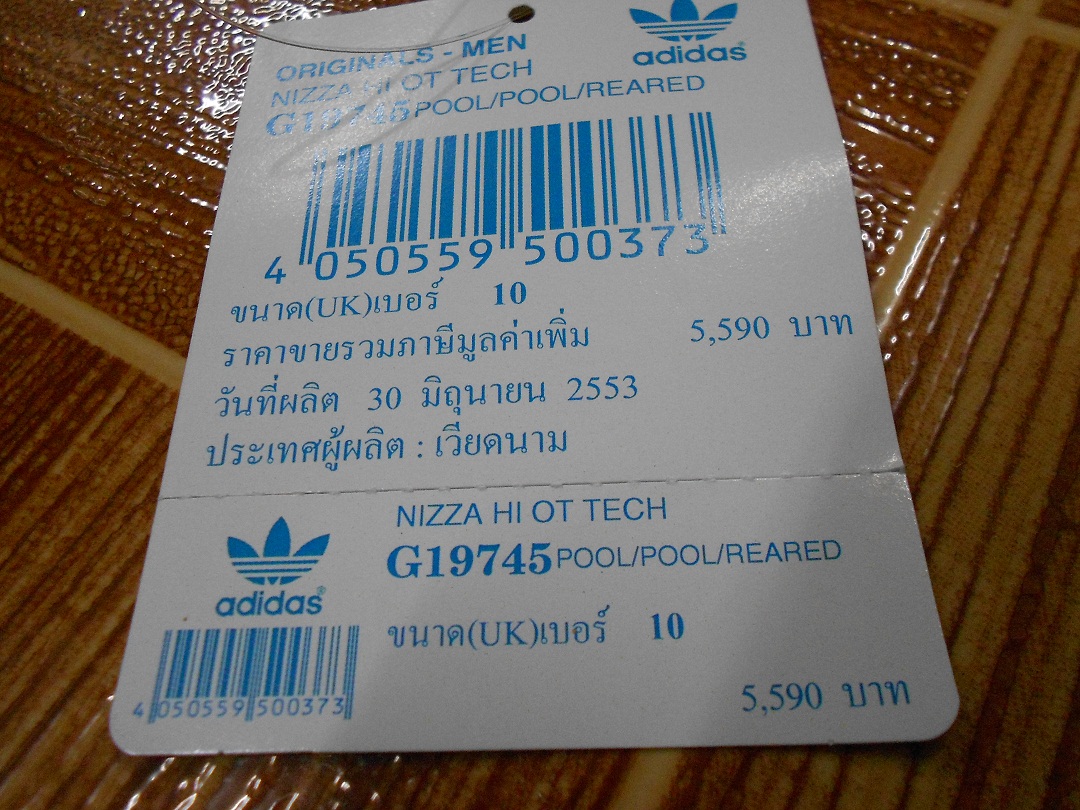 adidas®
ORIGINALS - MEN
NIZZA HI OT TECH
G19745 POOL/POOL/REARED
4 050559 500373
ขนาด(UK)เบอร์ 10
ราคาขายรวมภาษีมูลค่าเพิ่ม 5,590 บาท
วันที่ผลิต 30 มิถุนายน 2553
ประเทศผู้ผลิต : เวียดนาม
NIZZA HI OT TECH
G19745 POOL/POOL/REARED
adidas®
ขนาด(UK)เบอร์ 10
4 050559 500373
5,590 บาท